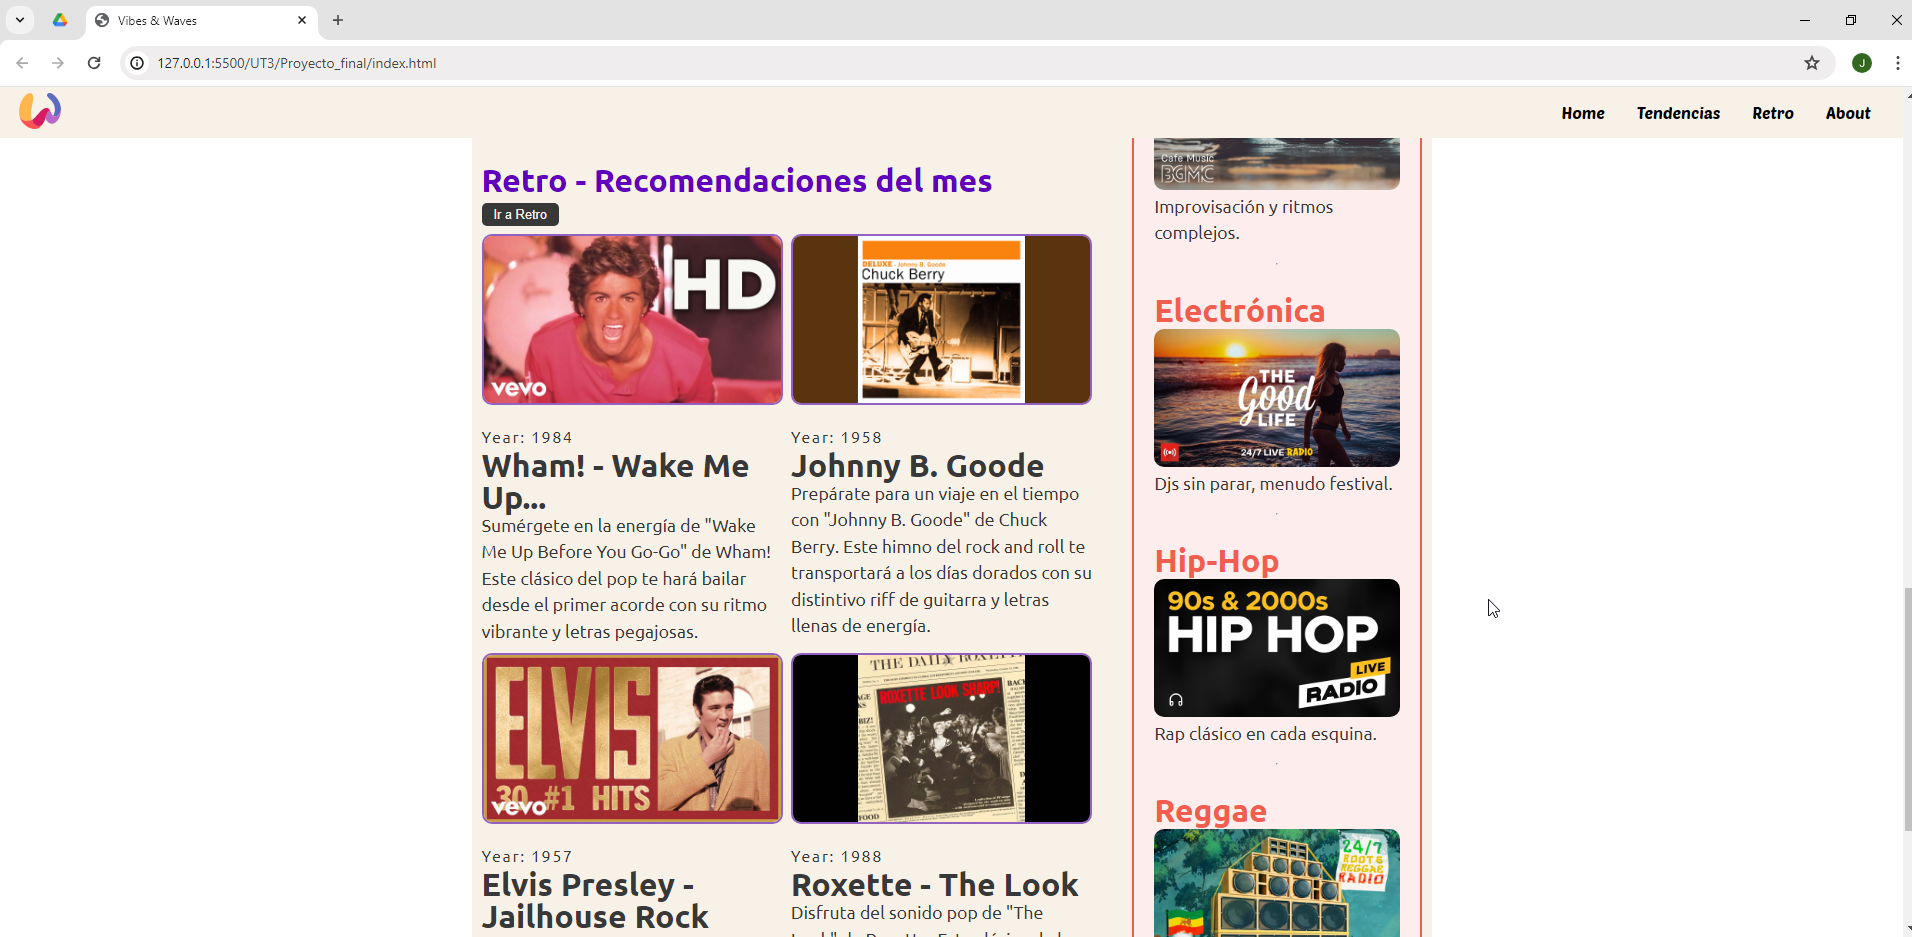 Vibes & Waves
127.0.0.1:5500/UT3/Proyecto_final/index.html
J
Home
Tendencias
Retro
About
Retro - Recomendaciones del mes
Ir a Retro
HD
vevo
DELUXE - Johnny B. Goode
Chuck Berry
Year: 1984
Wham! - Wake Me
Up...
Sumérgete en la energía de "Wake
Me Up Before You Go-Go" de Wham!
Este clásico del pop te hará bailar
desde el primer acorde con su ritmo
vibrante y letras pegajosas.
Year: 1958
Johnny B. Goode
Prepárate para un viaje en el tiempo
con "Johnny B. Goode" de Chuck
Berry. Este himno del rock and roll te
transportará a los días dorados con su
distintivo riff de guitarra y letras
llenas de energía.
ELVIS
30 #1 HITS
vevo
THE DAILY ROXETTE
ROXETTE LOOK SHARP!
FOOD
Year: 1957
Elvis Presley -
Jailhouse Rock
Year: 1988
Roxette - The Look
Disfruta del sonido pop de "The
Cafe Music
BGMC
Improvisación y ritmos
complejos.
Electrónica
THE
Good
LIFE
24/7 LIVE RADIO
Djs sin parar, menudo festival.
Hip-Hop
90s & 2000s
HIP HOP
LIVE
RADIO
Rap clásico en cada esquina.
Reggae
24/7
ROOTS
REGGAE
RADIO